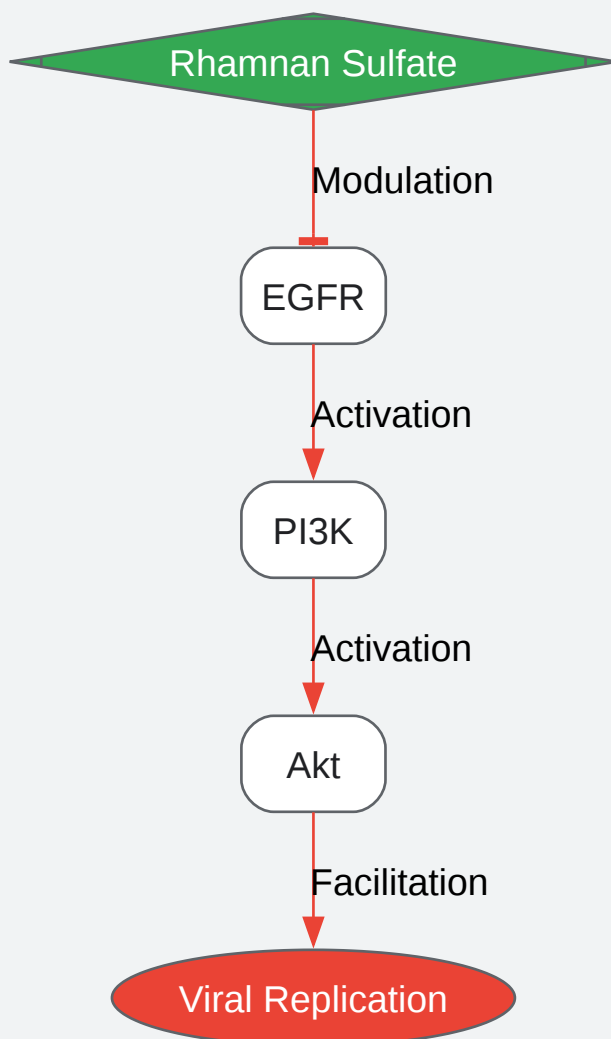 Rhamnan Sulfate
Modulation
EGFR
Activation
PI3K
Activation
Akt
Facilitation
Viral Replication